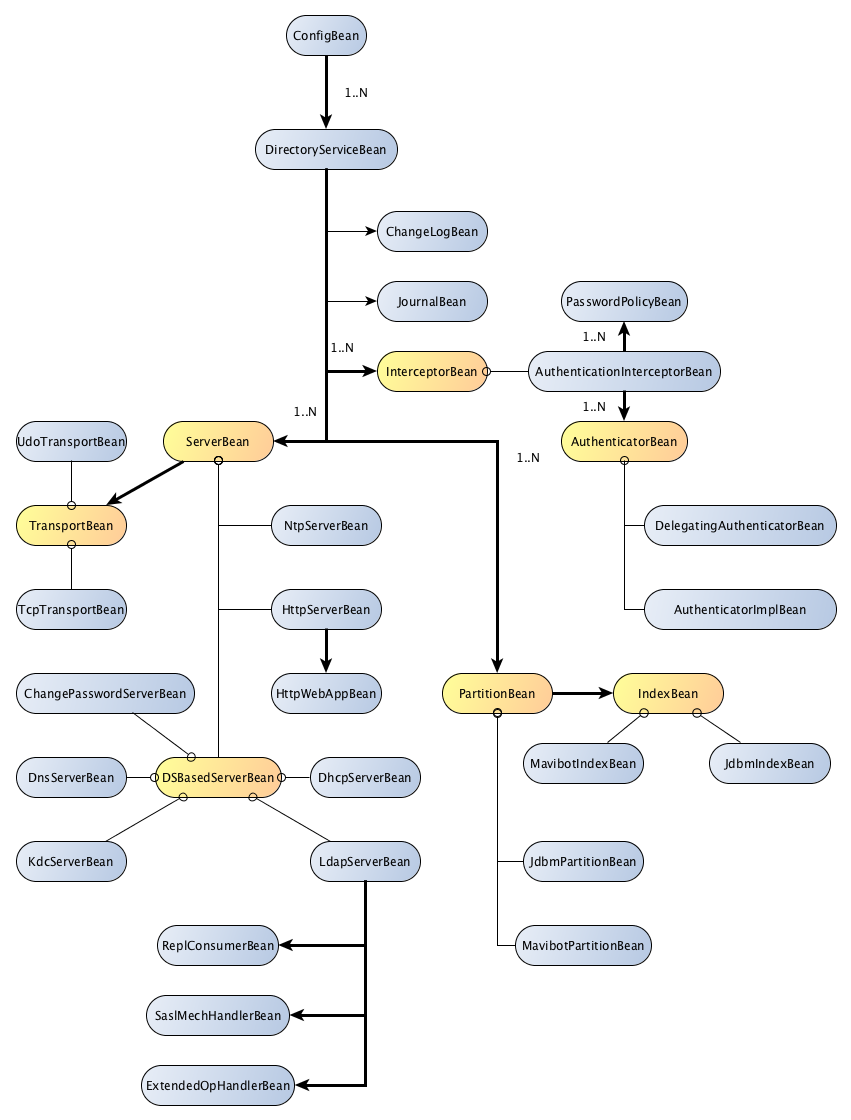 ConfigBean
1..N
DirectoryServiceBean
ChangeLogBean
JournalBean
PasswordPolicyBean
1..N
1..N
InterceptorBean
AuthenticationInterceptorBean
1..N
1..N
UdoTransportBean
ServerBean
AuthenticatorBean
1..N
TransportBean
NtpServerBean
DelegatingAuthenticatorBean
TcpTransportBean
HttpServerBean
AuthenticatorImplBean
ChangePasswordServerBean
HttpWebAppBean
PartitionBean
IndexBean
DnsServerBean
DSBasedServerBean
DhcpServerBean
MavibotIndexBean
JdbmIndexBean
KdcServerBean
LdapServerBean
JdbmPartitionBean
ReplConsumerBean
MavibotPartitionBean
SaslMechHandlerBean
ExtendedOpHandlerBean